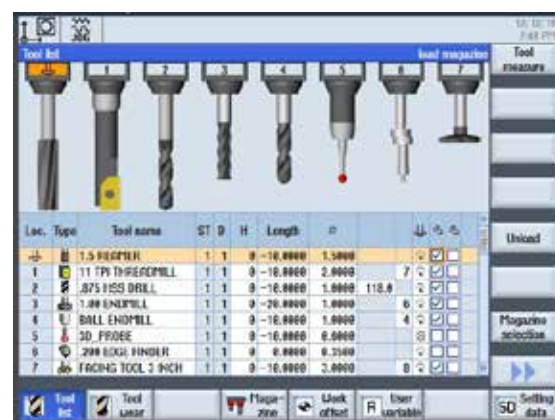 Tool list load magazine
Tool measure
1 2 3 4 5 6 7
Loc. Type Tool name ST D H Length ø
1.5 REAMER 1 1 0 -10.0000 1.5000
1 11 TPI THREADMILL 1 1 0 -10.0000 2.0000 7
2 .875 HSS DRILL 1 1 0 -10.0000 1.0000 118.0
3 1.00 ENDMILL 1 1 0 -20.0000 1.0000 6
4 BALL ENDMILL 1 1 0 -10.0000 1.0000 4
5 3D_PROBE 1 1 0 -10.0000 0.6000
6 .200 EDGE FINDER 1 1 0 0.0000
7 FACING TOOL 3 INCH 1 1 0 -10.0000 3.0000 8
Unload
Magazine selection
Tool list
Tool wear
Maga-zine
Work offset
R User variable
SD Setting data